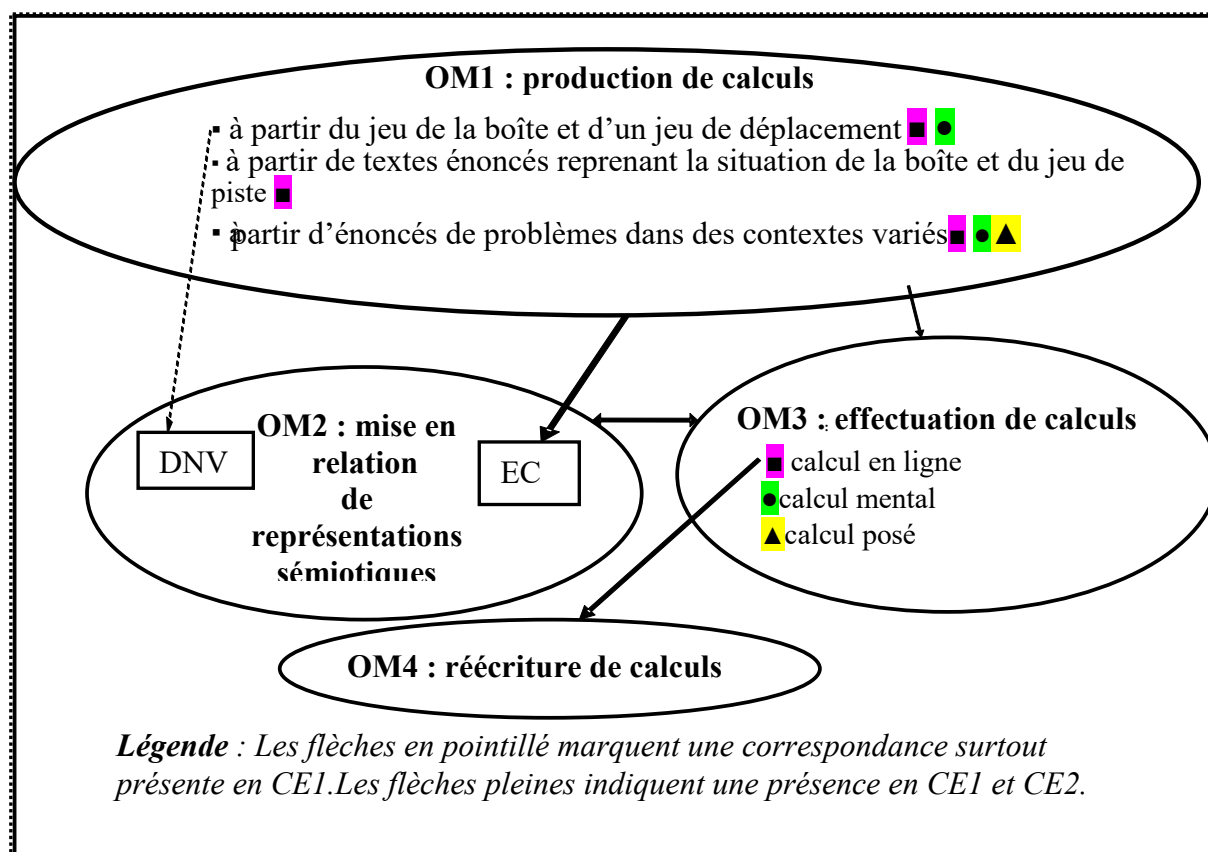 OM1 : production de calculs
▪ à partir du jeu de la boîte et d’un jeu de déplacement ■ ●
▪ à partir de textes énoncés reprenant la situation de la boîte et du jeu de
piste ■
▪ à partir d’énoncés de problèmes dans des contextes variés ■ ● ▲
OM2 : mise en
relation
de
représentations
sémiotiques
DNV
EC
OM3 : effectuation de calculs
■ calcul en ligne
● calcul mental
▲ calcul posé
OM4 : réécriture de calculs
Légende : Les flèches en pointillé marquent une correspondance surtout
présente en CE1.Les flèches pleines indiquent une présence en CE1 et CE2.